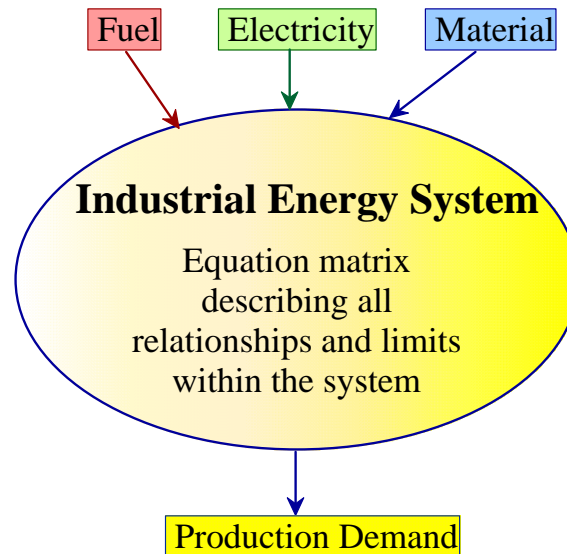 Fuel
Electricity
Material
Industrial Energy System
Equation matrix
describing all
relationships and limits
within the system
Production Demand